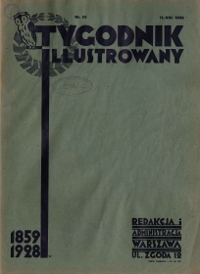 TYGODNIK
ILLUSTROWANY
1859
1928
REDAKCJA i
ADMINISTRACJA
WARSZAWA
UL. ZGODA 12